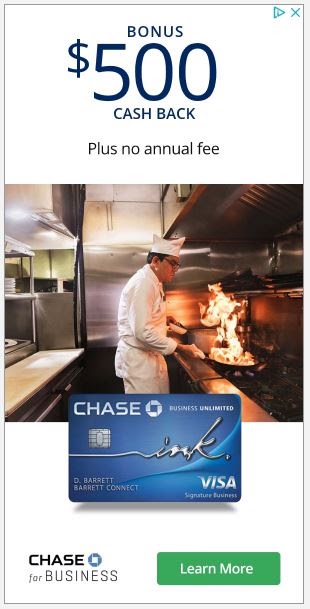 BONUS
$500
CASH BACK
Plus no annual fee
CHASE BUSINESS UNLIMITED
ink.
D. BARRETT
BARRETT CONNECT
VISA
Signature Business
CHASE
for BUSINESS
Learn More